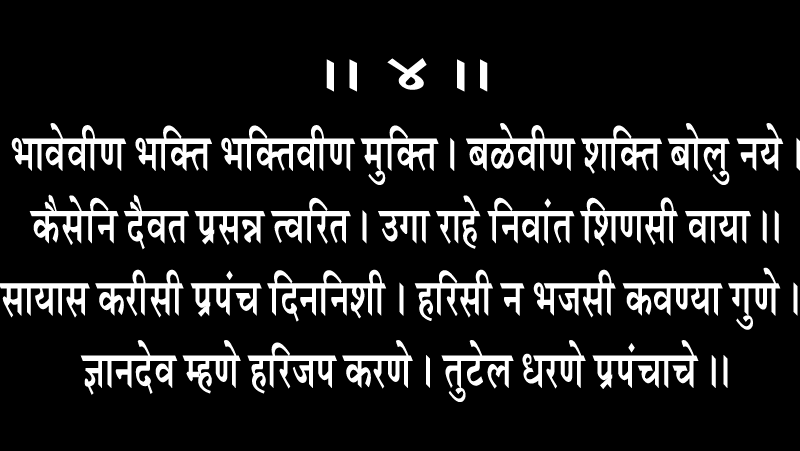 ।। ४ ।।
भावेवीण भक्ति भक्तिवीण मुक्ति । बळेवीण शक्ति बोलु नये ।
कैसेनि दैवत प्रसन्न त्वरित । उगा राहे निवांत शिणसी वाया ।।
सायास करीसी प्रपंच दिननिशी । हरिसी न भजसी कवण्या गुणे ।
ज्ञानदेव म्हणे हरिजप करणे । तुटेल धरणे प्रपंचाचे ।।